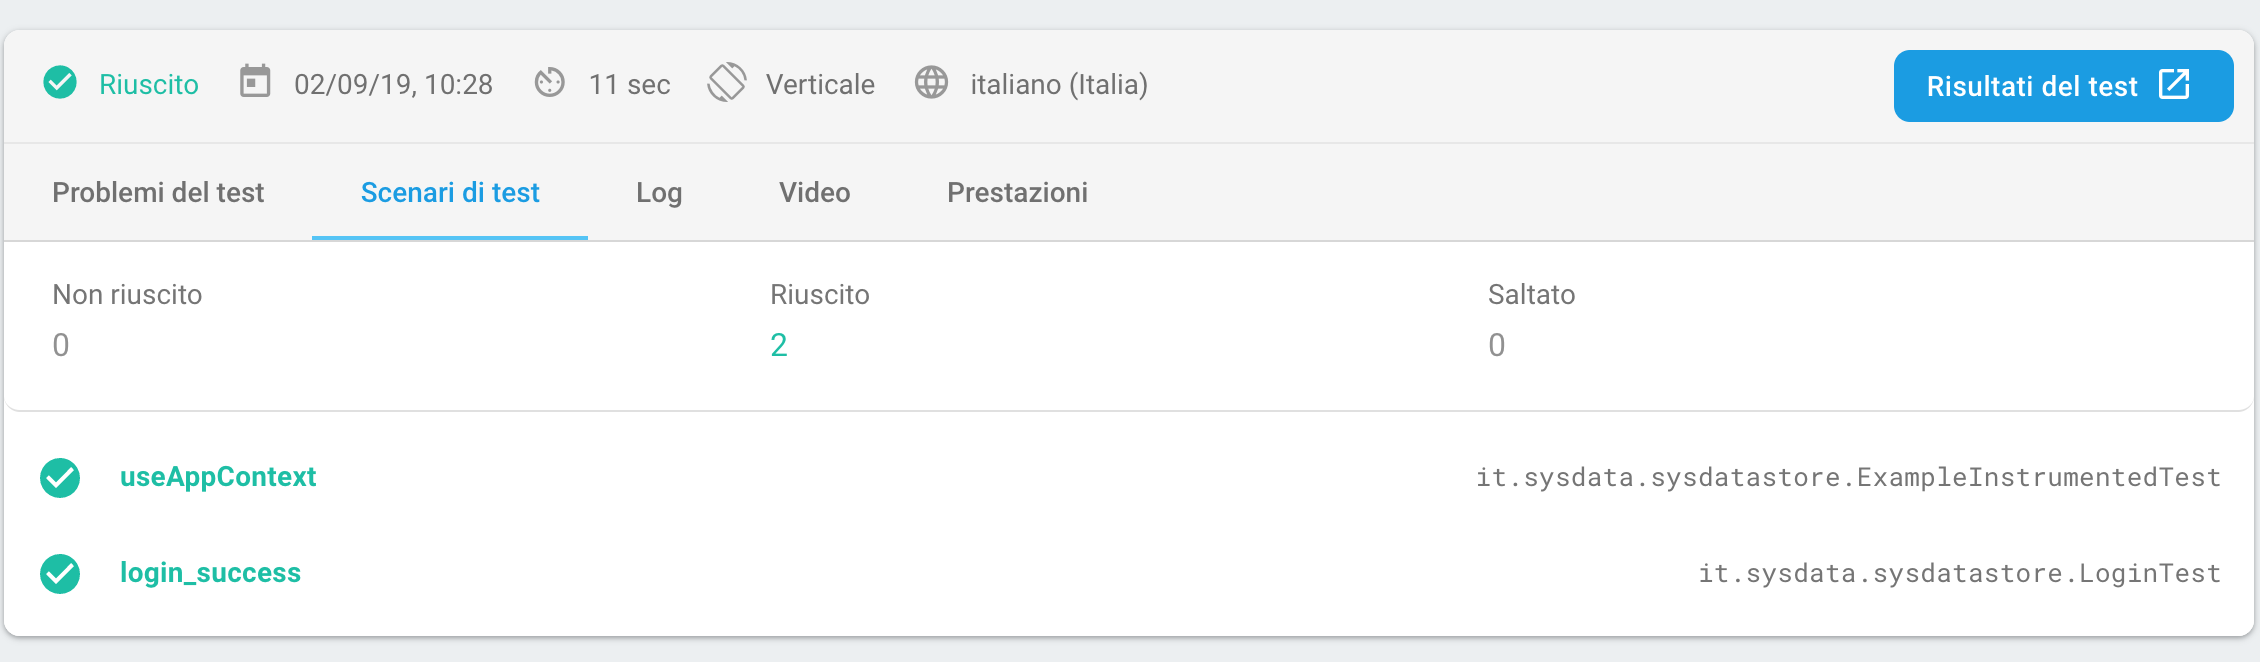 Riuscito 02/09/19, 10:28 11 sec Verticale italiano (Italia) Risultati del test
Problemi del test Scenari di test Log Video Prestazioni
Non riuscito Riuscito Saltato
0 2 0
useAppContext it.sysdata.sysdatastore.ExampleInstrumentedTest
login_success it.sysdata.sysdatastore.LoginTest